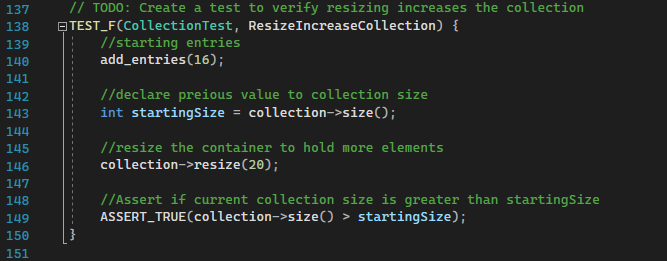 137 // TODO: Create a test to verify resizing increases the collection
138 TEST_F(CollectionTest, ResizeIncreaseCollection) {
139 //starting entries
140 add_entries(16);
141
142 //declare preious value to collection size
143 int startingSize = collection->size();
144
145 //resize the container to hold more elements
146 collection->resize(20);
147
148 //Assert if current collection size is greater than startingSize
149 ASSERT_TRUE(collection->size() > startingSize);
150 }
151